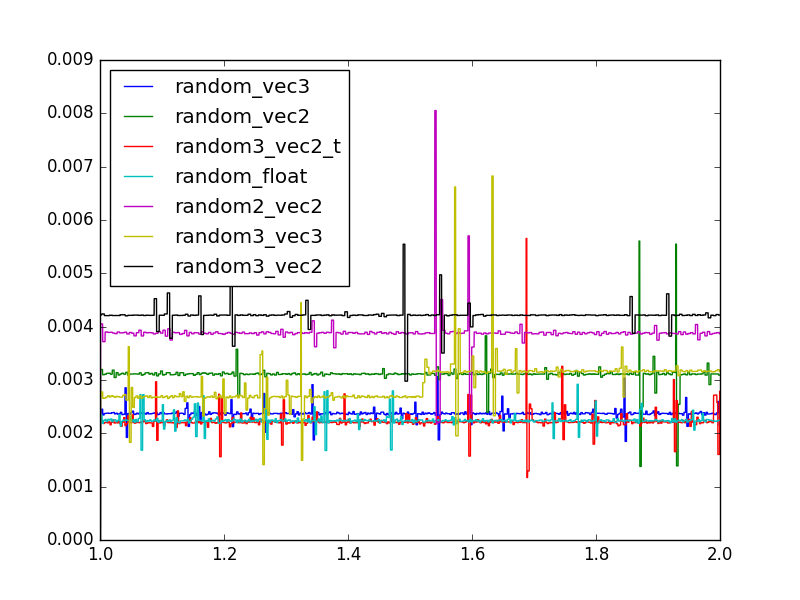 0.009
0.008
0.007
0.006
0.005
0.004
0.003
0.002
0.001
0.000
random_vec3
random_vec2
random3_vec2_t
random_float
random2_vec2
random3_vec3
random3_vec2
1.0 1.2 1.4 1.6 1.8 2.0